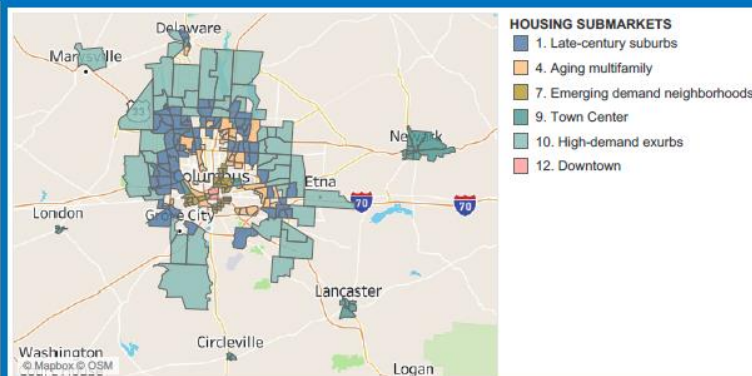 Delaware
Marysville
33
Newark
Columbus
Etna
70
70
London
Grove City
Lancaster
Circleville
Washington
© Mapbox © OSM
Logan
HOUSING SUBMARKETS
1. Late-century suburbs
4. Aging multifamily
7. Emerging demand neighborhoods
9. Town Center
10. High-demand exurbs
12. Downtown